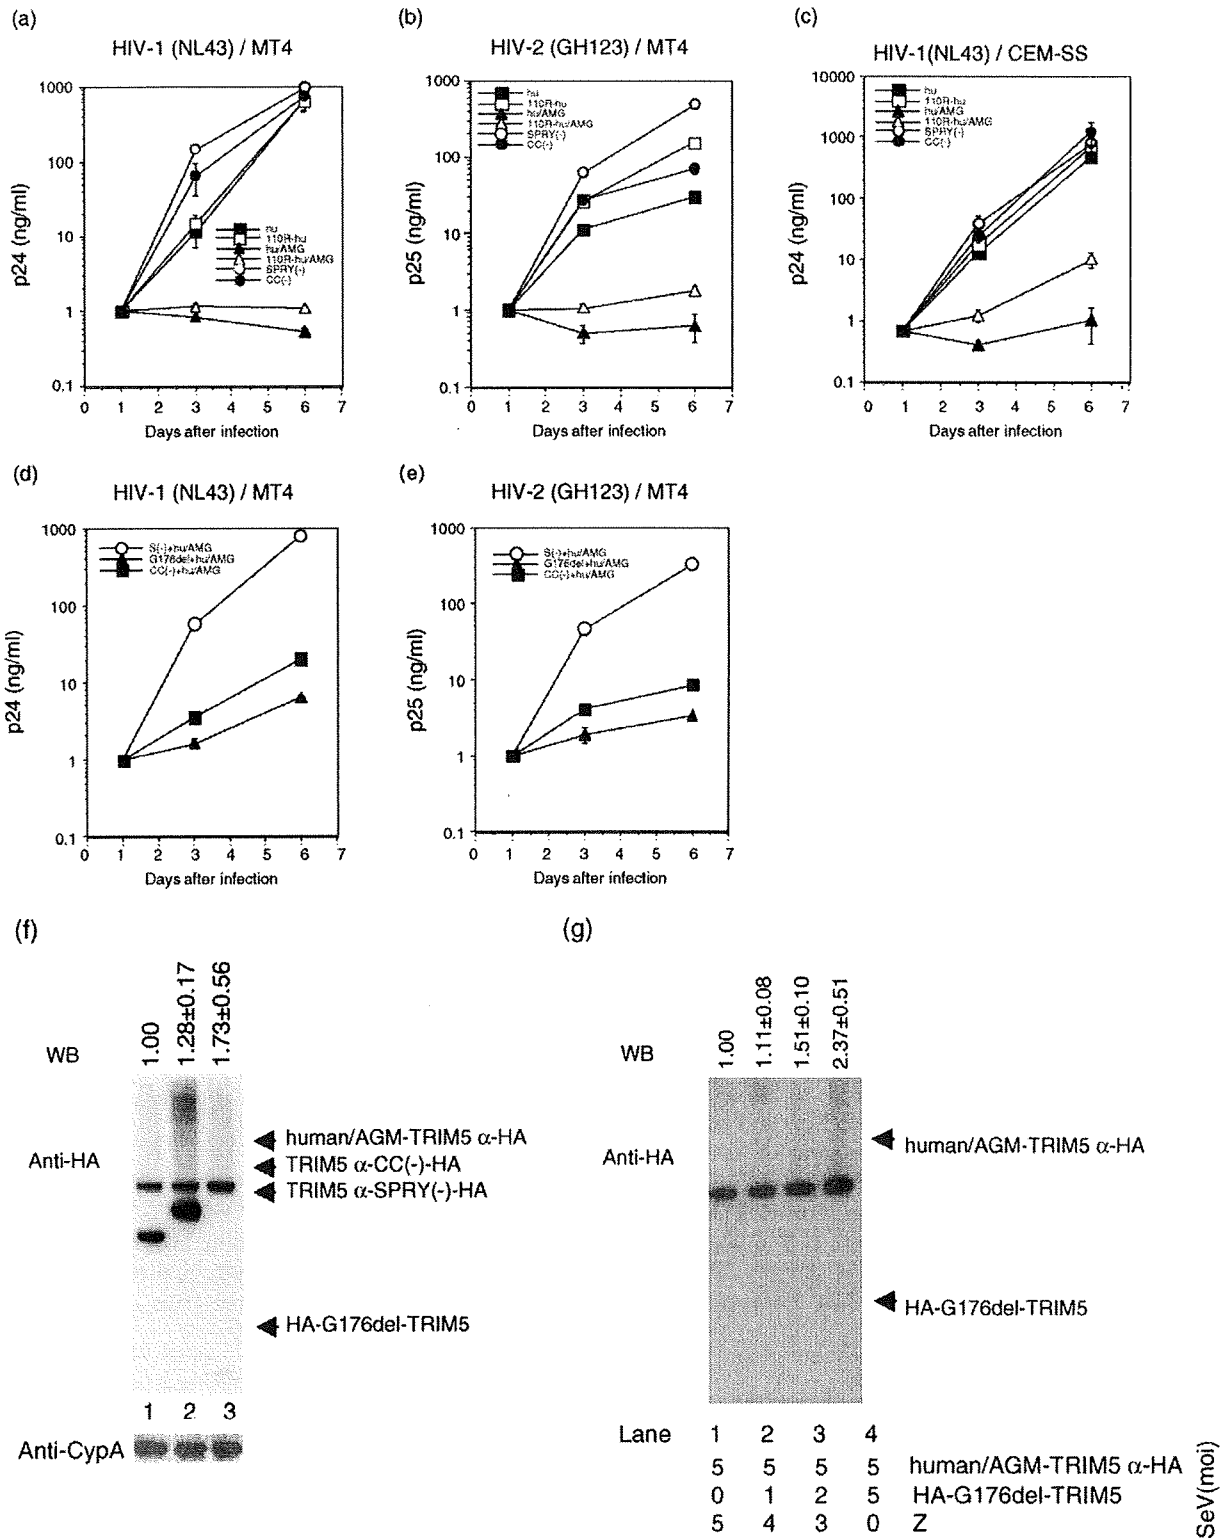 (a)
HIV-1 (NL43) / MT4
1000
100
10
1
0.1
p24 (ng/ml)
hu
110R-hu
hu/AMG
110R-hu/AMG
SPRY(-)
CC(-)
0 1 2 3 4 5 6 7
Days after infection
(b)
HIV-2 (GH123) / MT4
1000
100
10
1
0.1
p25 (ng/ml)
hu
110R-hu
hu/AMG
110R-hu/AMG
SPRY(-)
CC(-)
0 1 2 3 4 5 6 7
Days after infection
(c)
HIV-1(NL43) / CEM-SS
10000
1000
100
10
1
0.1
p24 (ng/ml)
hu
110R-hu
hu/AMG
110R-hu/AMG
SPRY(-)
CC(-)
0 1 2 3 4 5 6 7
Days after infection
(d)
HIV-1 (NL43) / MT4
1000
100
10
1
0.1
p24 (ng/ml)
S(-)+hu/AMG
G176del+hu/AMG
CC(-)+hu/AMG
0 1 2 3 4 5 6 7
Days after infection
(e)
HIV-2 (GH123) / MT4
1000
100
10
1
0.1
p25 (ng/ml)
S(-)+hu/AMG
G176del+hu/AMG
CC(-)+hu/AMG
0 1 2 3 4 5 6 7
Days after infection
(f)
WB
1.00
1.28±0.17
1.73±0.56
Anti-HA
human/AGM-TRIM5 α-HA
TRIM5 α-CC(-)-HA
TRIM5 α-SPRY(-)-HA
HA-G176del-TRIM5
1 2 3
Anti-CypA
(g)
WB
1.00
1.11±0.08
1.51±0.10
2.37±0.51
Anti-HA
human/AGM-TRIM5 α-HA
HA-G176del-TRIM5
Lane 1 2 3 4
5 5 5 5 human/AGM-TRIM5 α-HA
0 1 2 5 HA-G176del-TRIM5
5 4 3 0 Z
SeV(moi)